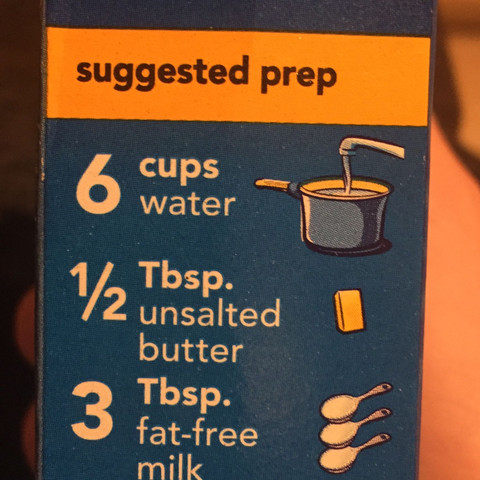 suggested prep
6 cups
water
½ Tbsp.
unsalted
butter
3 Tbsp.
fat-free
milk